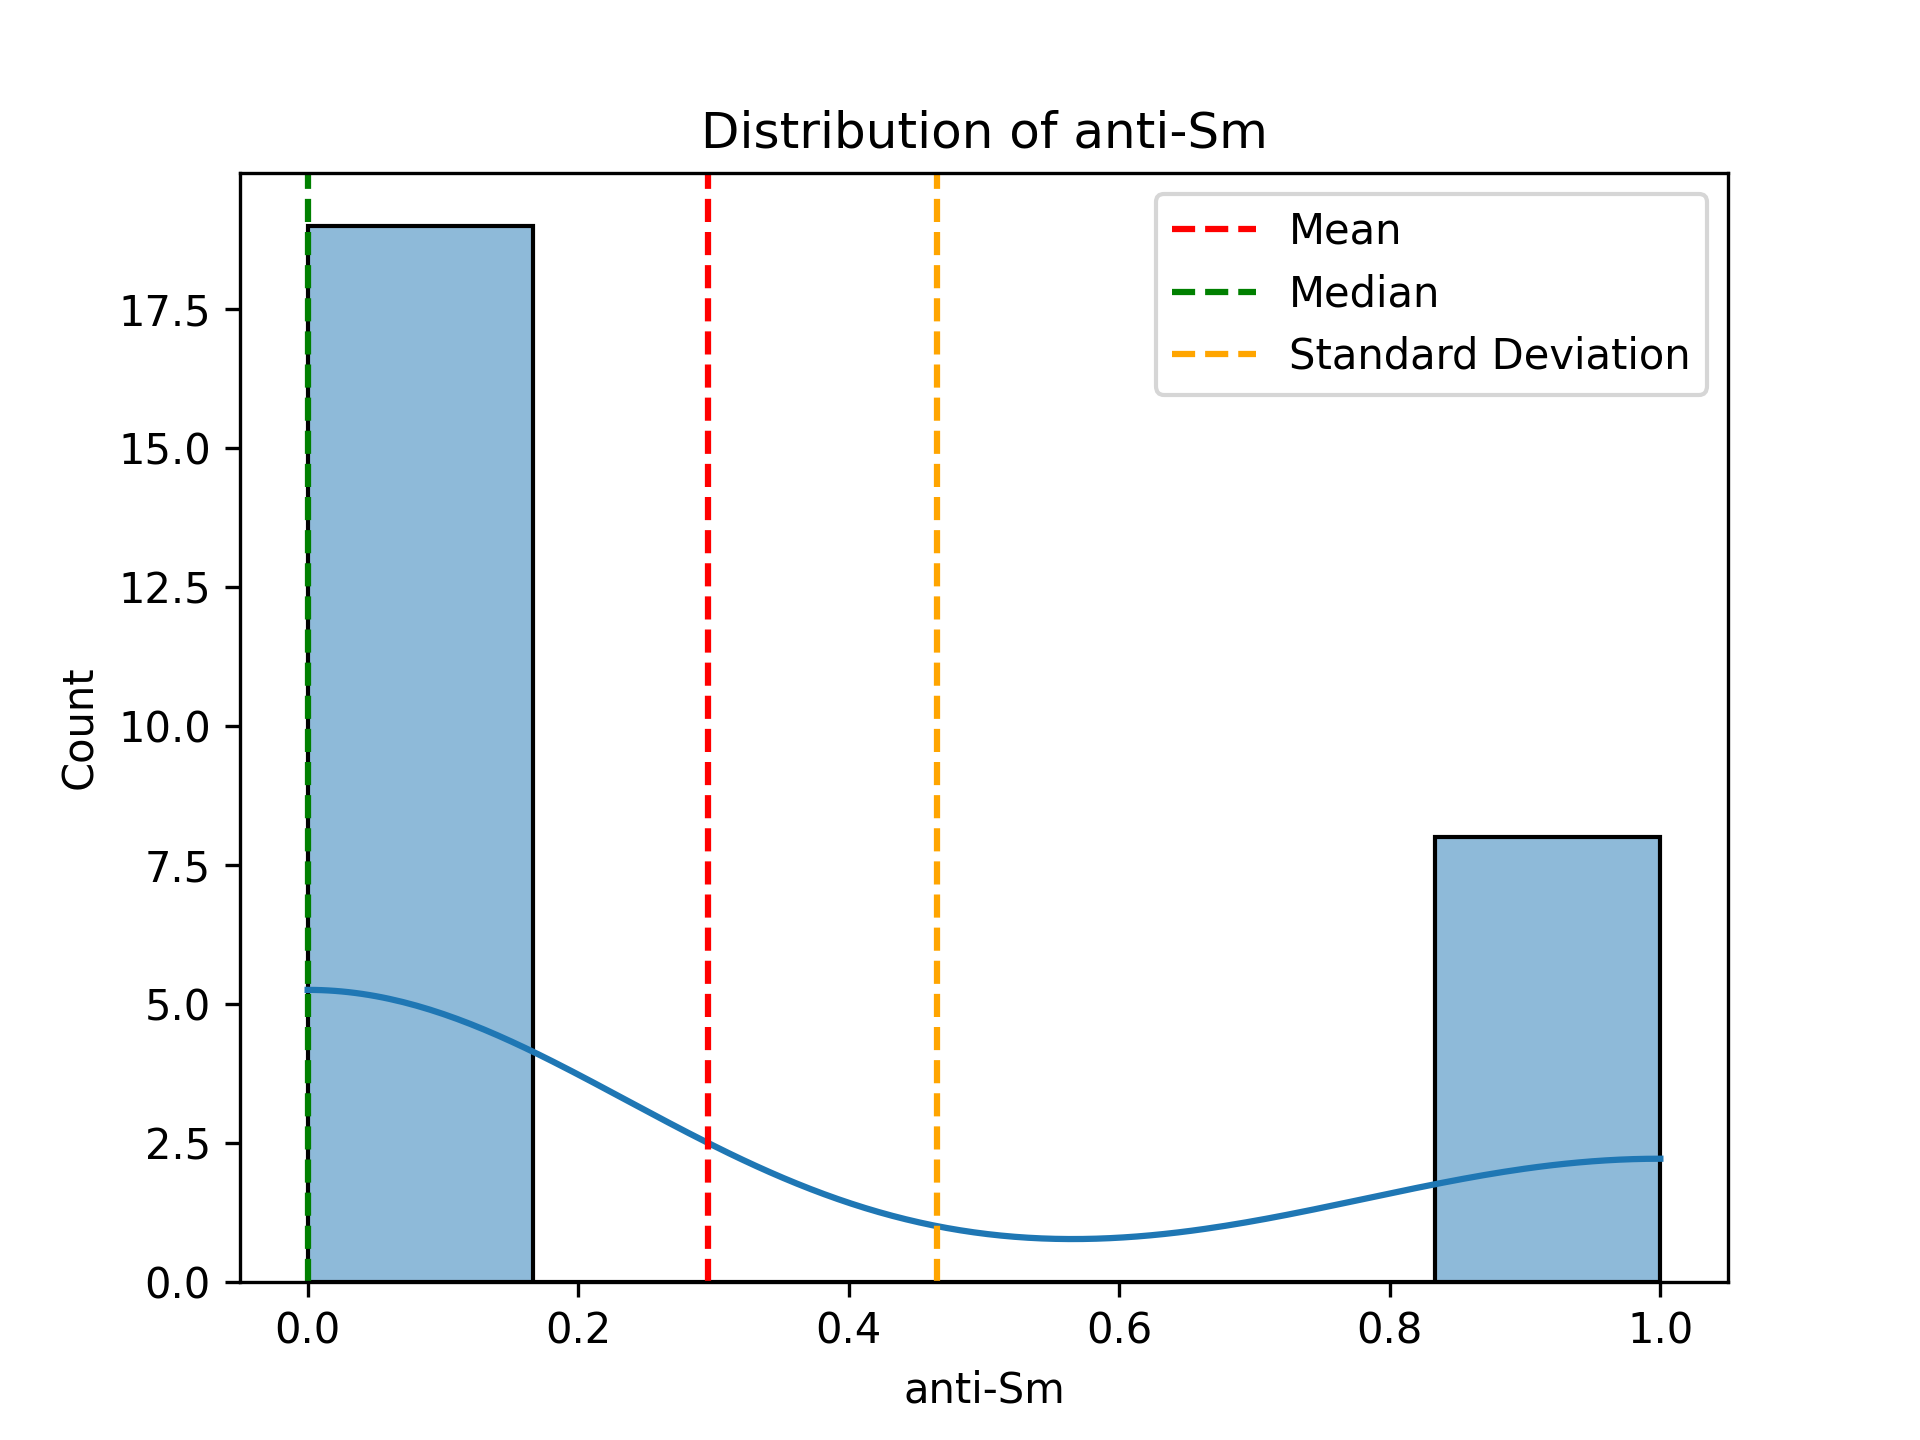 Distribution of anti-Sm
Mean
Median
Standard Deviation
17.5
15.0
12.5
10.0
7.5
5.0
2.5
0.0
Count
0.0 0.2 0.4 0.6 0.8 1.0
anti-Sm